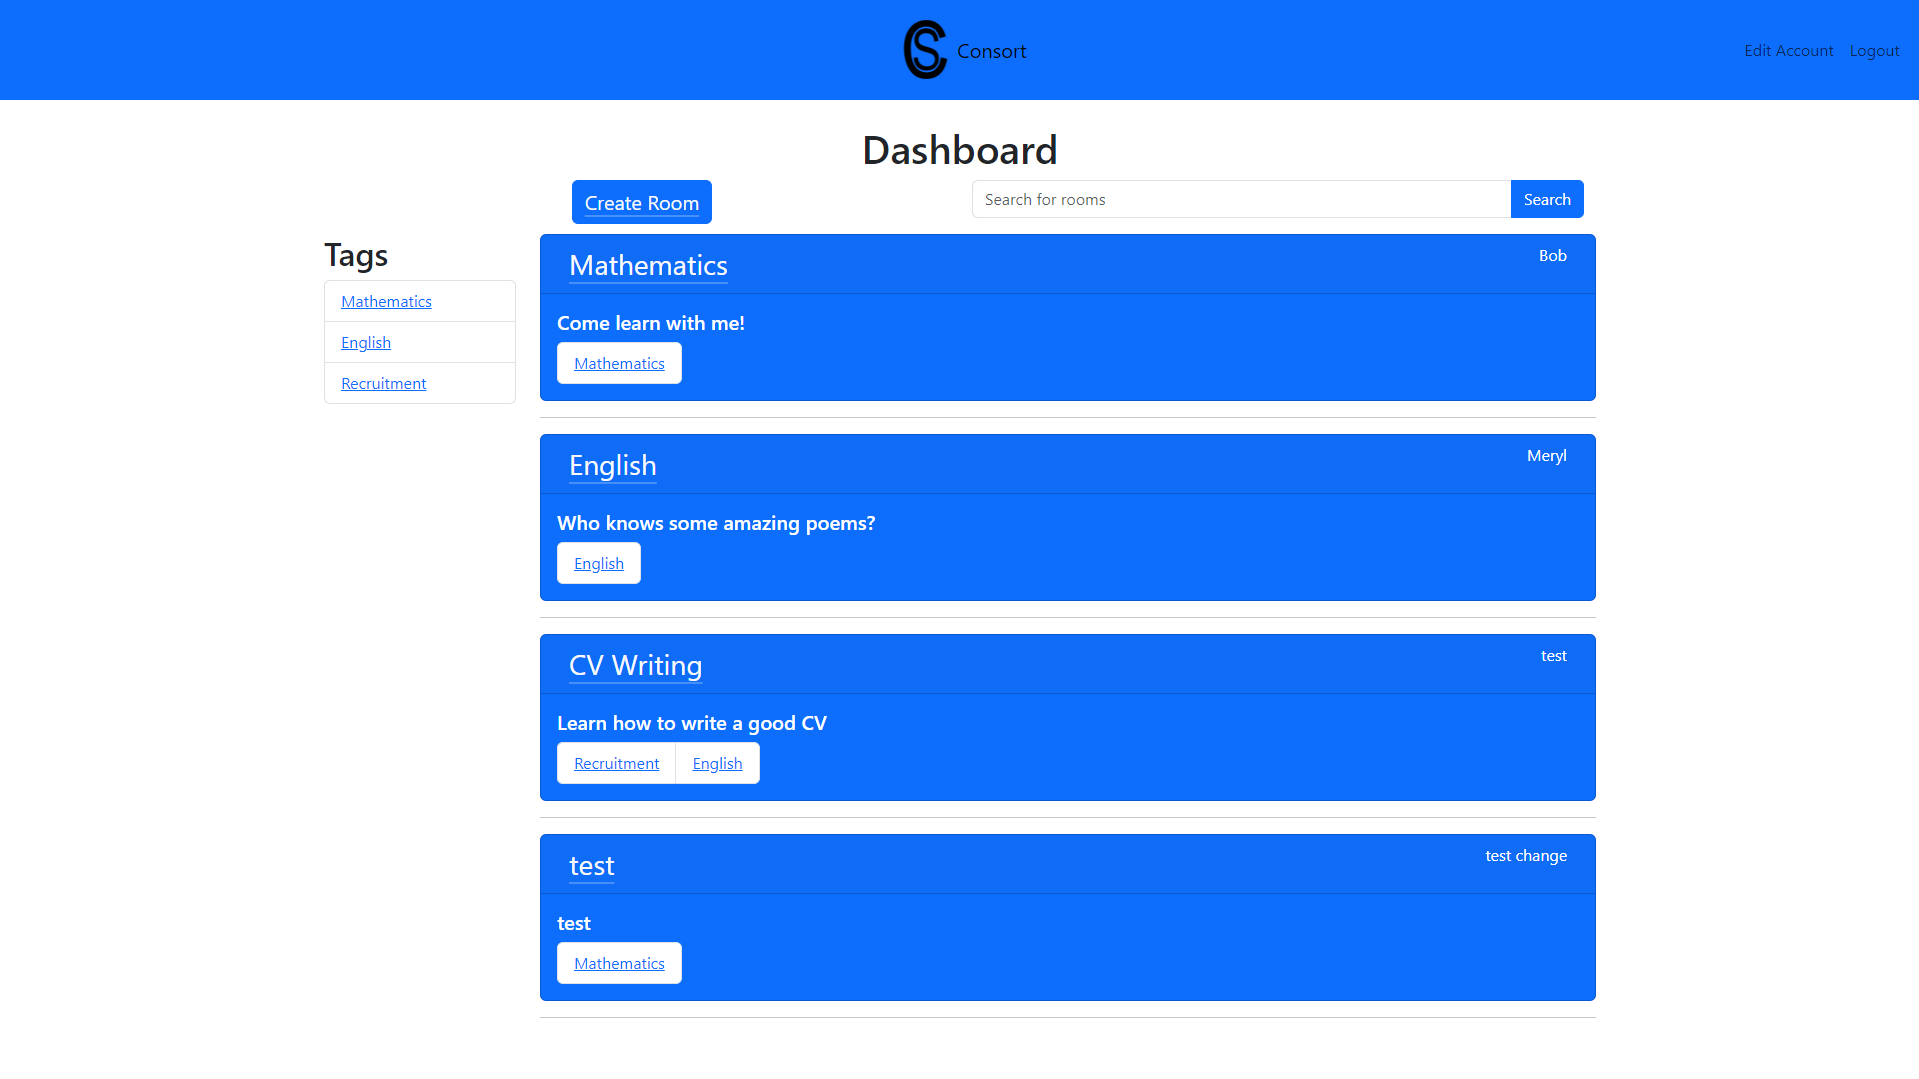 Consort
Edit Account Logout
Dashboard
Create Room
Search for rooms
Search
Tags
Mathematics
English
Recruitment
Mathematics
Bob
Come learn with me!
Mathematics
English
Meryl
Who knows some amazing poems?
English
CV Writing
test
Learn how to write a good CV
Recruitment English
test
test change
test
Mathematics